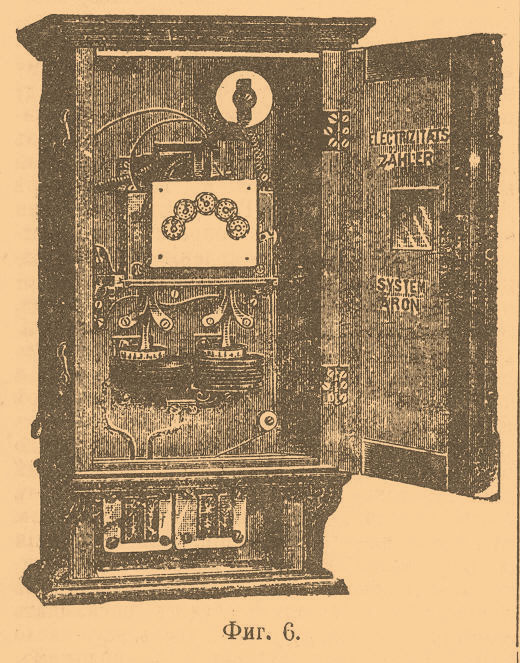 ELECTRIZITÄTS
ZÄHLER
SYSTEM
ARON
Фиг. 6.